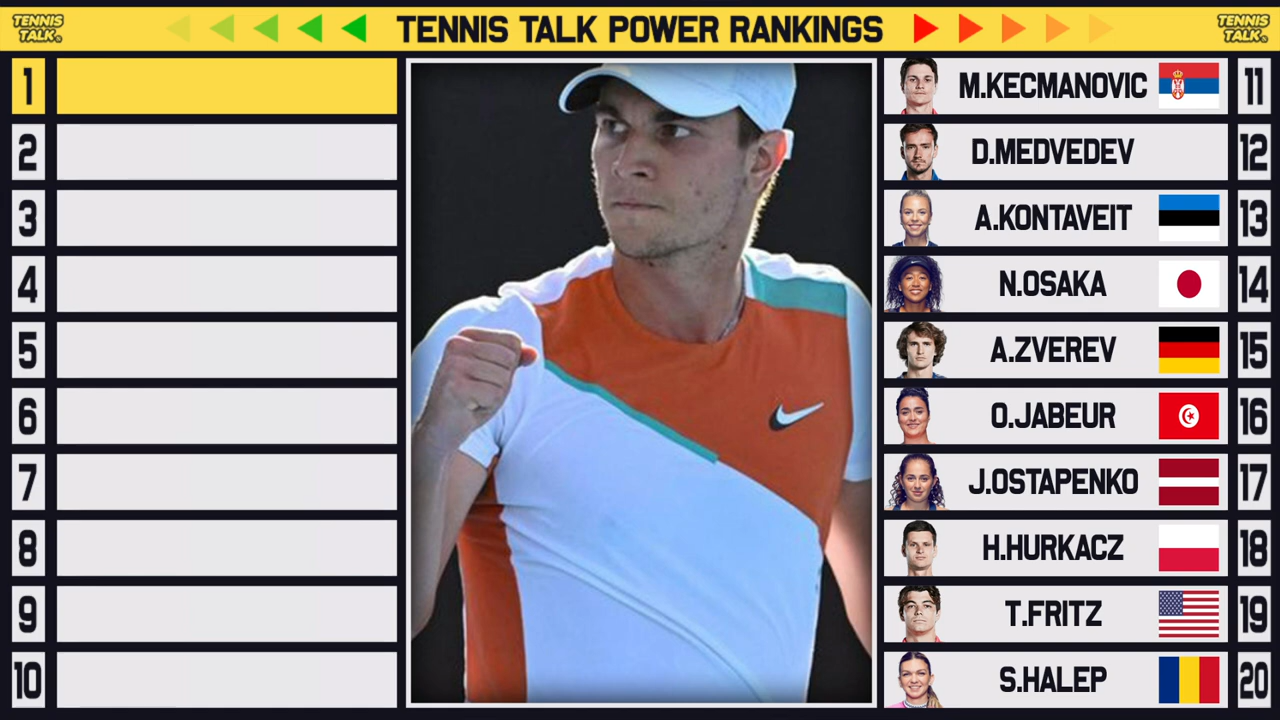 TENNIS TALK
TENNIS TALK POWER RANKINGS
TENNIS TALK
1
2
3
4
5
6
7
8
9
10
M.KECMANOVIC 11
D.MEDVEDEV 12
A.KONTAVEIT 13
N.OSAKA 14
A.ZVEREV 15
O.JABEUR 16
J.OSTAPENKO 17
H.HURKACZ 18
T.FRITZ 19
S.HALEP 20